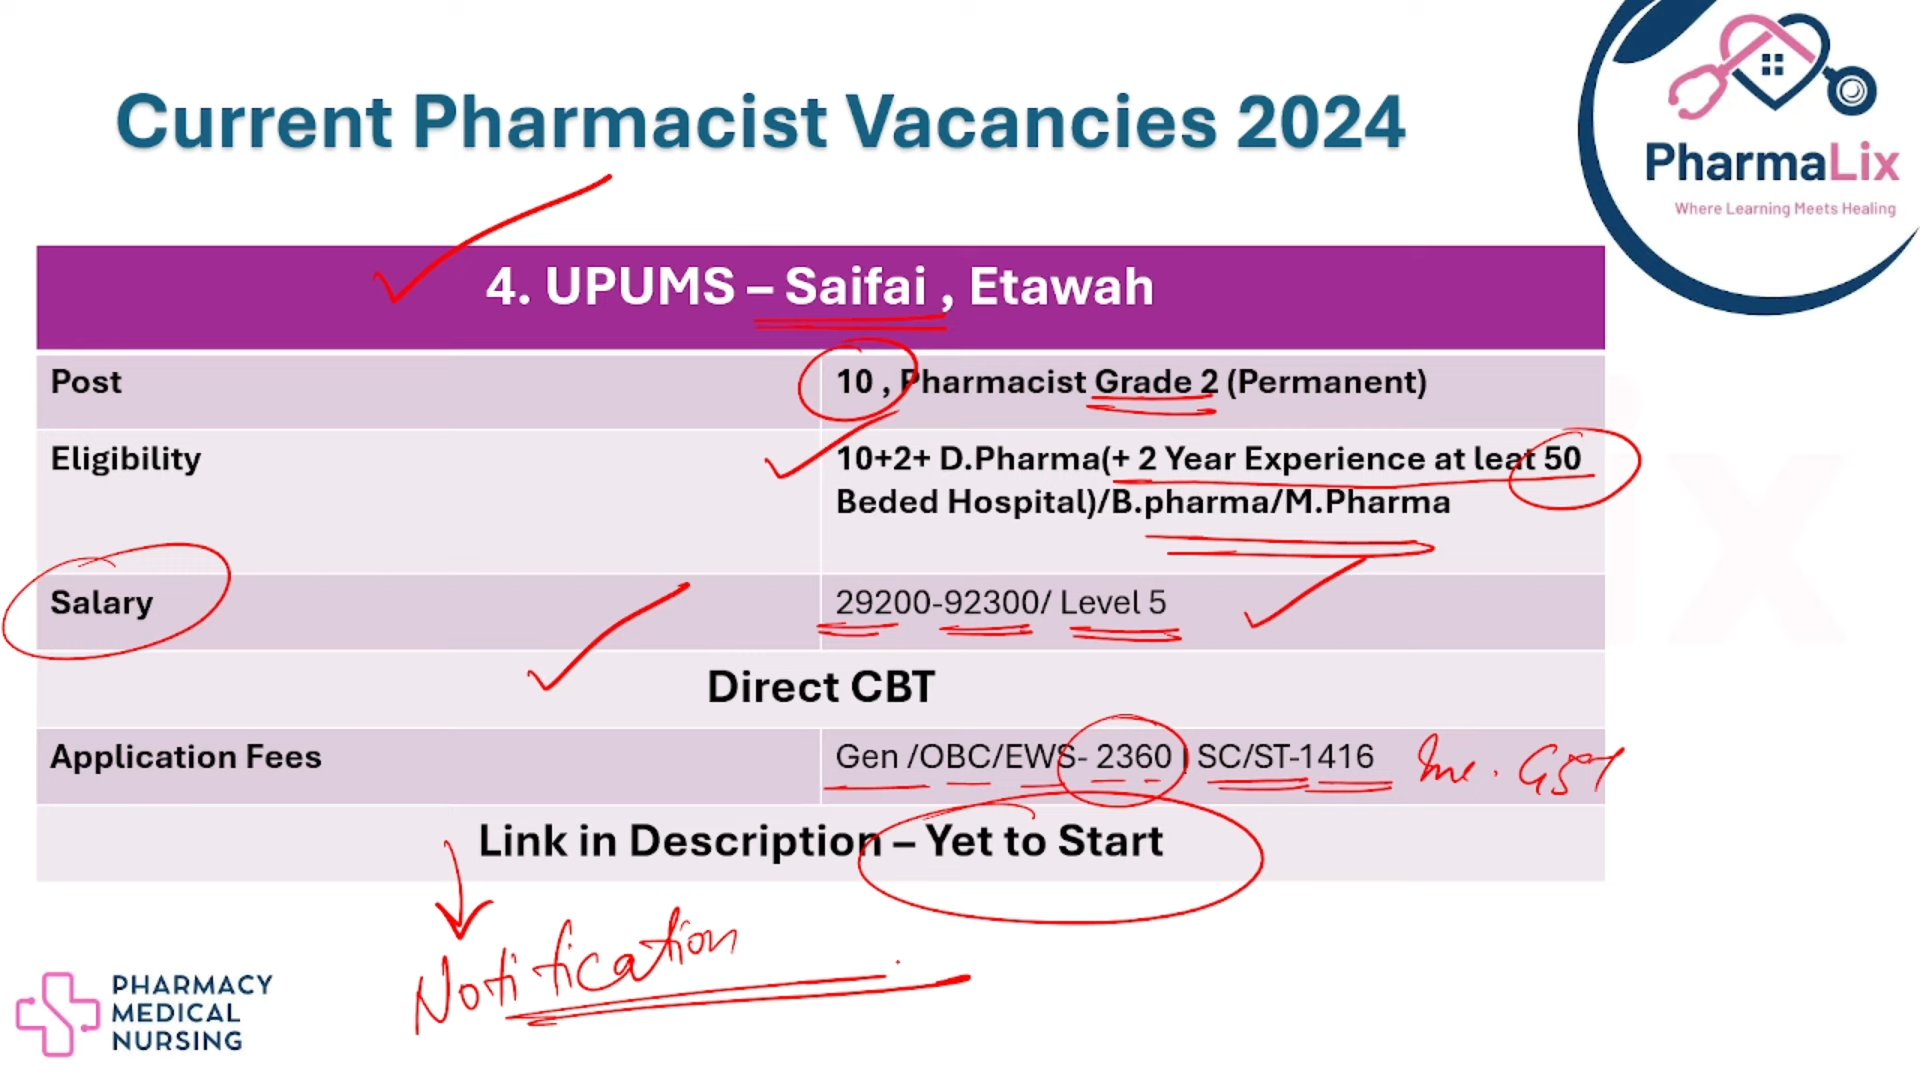 Current Pharmacist Vacancies 2024
PharmaLix
Where Learning Meets Healing
4. UPUMS – Saifai , Etawah
Post
10 , Pharmacist Grade 2 (Permanent)
Eligibility
10+2+ D.Pharma(+ 2 Year Experience at leat 50
Beded Hospital)/B.pharma/M.Pharma
Salary
29200-92300/ Level 5
Direct CBT
Application Fees
Gen /OBC/EWS- 2360 | SC/ST-1416
Inc. GST
Link in Description – Yet to Start
Notification
PHARMACY
MEDICAL
NURSING